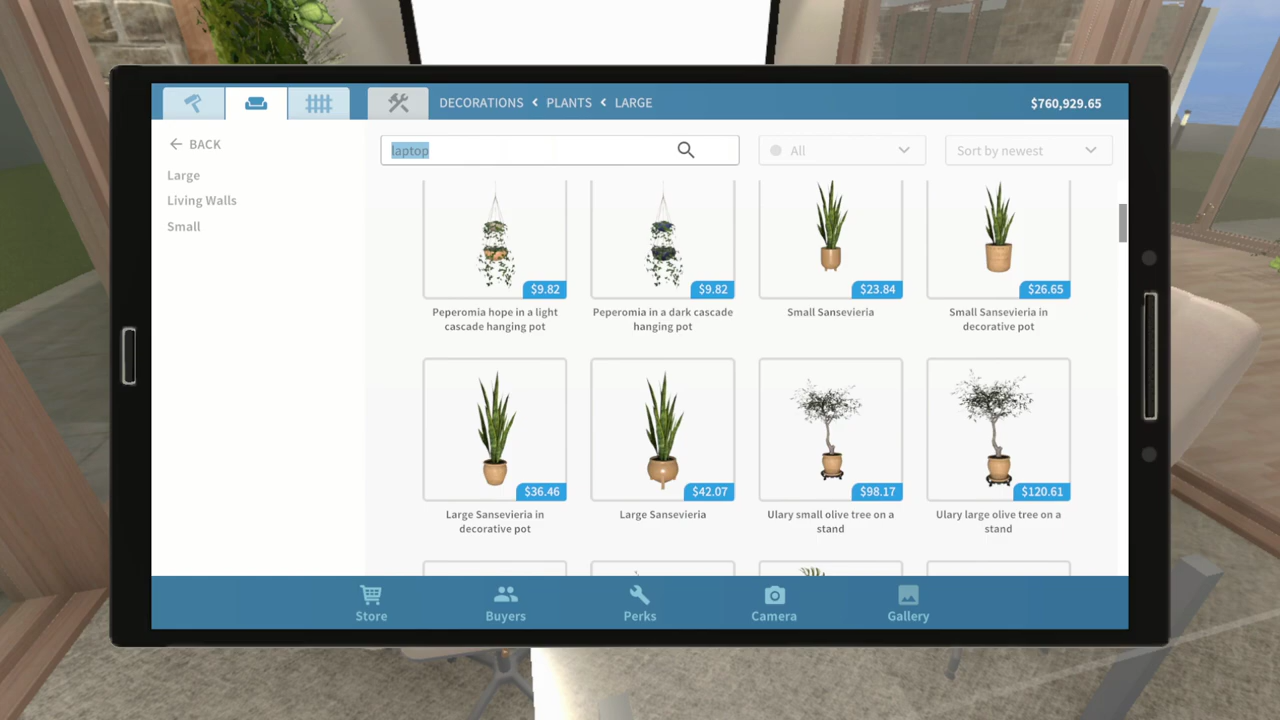 DECORATIONS < PLANTS < LARGE
$760,929.65
BACK
Large
Living Walls
Small
laptop
All
Sort by newest
$9.82
$9.82
$23.84
$26.65
Peperomia hope in a light
cascade hanging pot
Peperomia in a dark cascade
hanging pot
Small Sansevieria
Small Sansevieria in
decorative pot
$36.46
$42.07
$98.17
$120.61
Large Sansevieria in
decorative pot
Large Sansevieria
Ulary small olive tree on a
stand
Ulary large olive tree on a
stand
Store
Buyers
Perks
Camera
Gallery